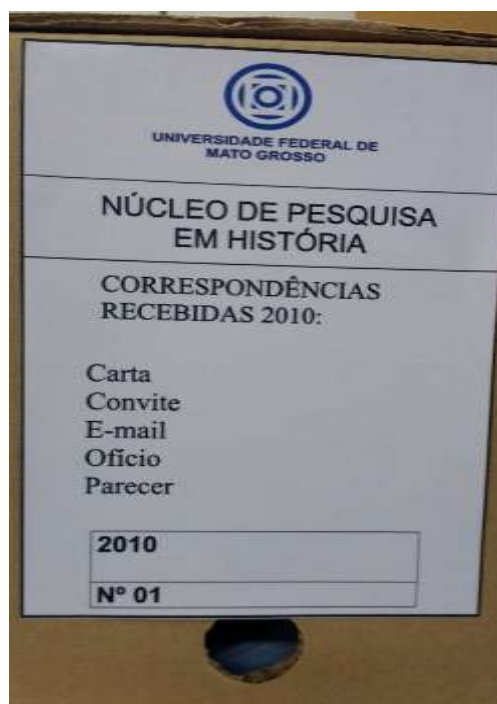 UNIVERSIDADE FEDERAL DE
MATO GROSSO
NÚCLEO DE PESQUISA
EM HISTÓRIA
CORRESPONDÊNCIAS
RECEBIDAS 2010:
Carta
Convite
E-mail
Ofício
Parecer
2010
Nº 01